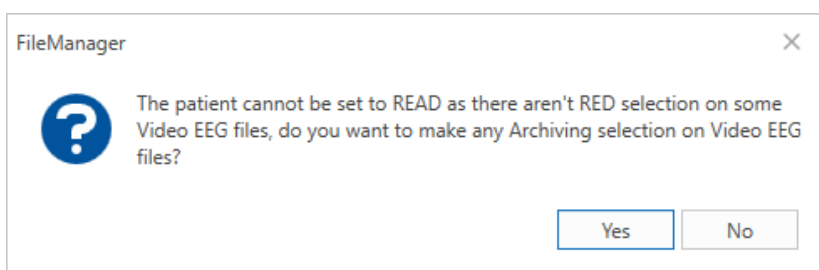 FileManager
The patient cannot be set to READ as there aren't RED selection on some
Video EEG files, do you want to make any Archiving selection on Video EEG
files?
Yes
No